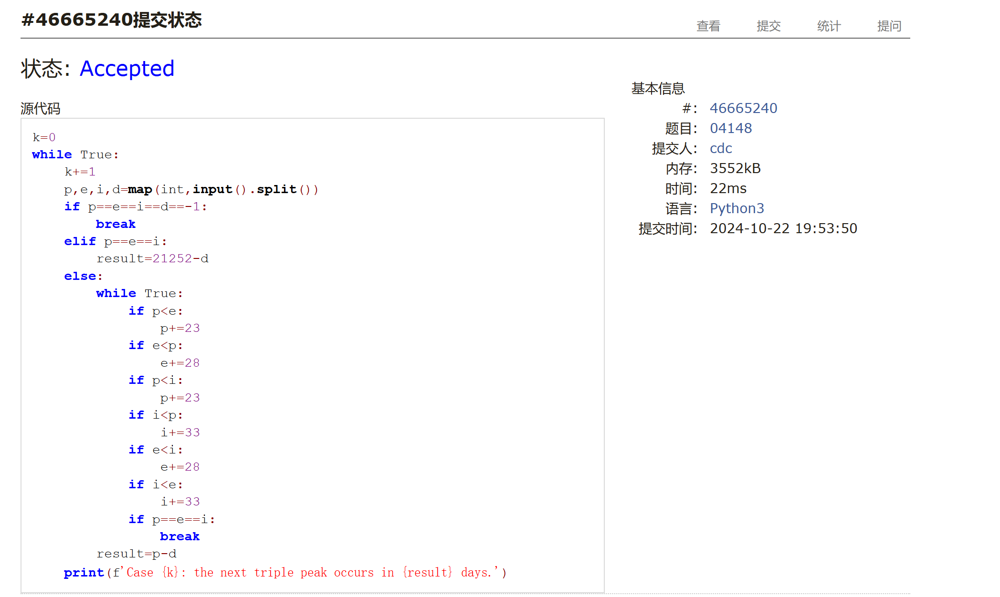 #46665240提交状态
查看 提交 统计 提问
状态: Accepted
源代码
k=0
while True:
    k+=1
    p,e,i,d=map(int,input().split())
    if p==e==i==d==-1:
        break
    elif p==e==i:
        result=21252-d
    else:
        while True:
            if p<e:
                p+=23
            if e<p:
                e+=28
            if p<i:
                p+=23
            if i<p:
                i+=33
            if e<i:
                e+=28
            if i<e:
                i+=33
            if p==e==i:
                break
        result=p-d
    print(f'Case {k}: the next triple peak occurs in {result} days.')
基本信息
#: 46665240
题目: 04148
提交人: cdc
内存: 3552kB
时间: 22ms
语言: Python3
提交时间: 2024-10-22 19:53:50